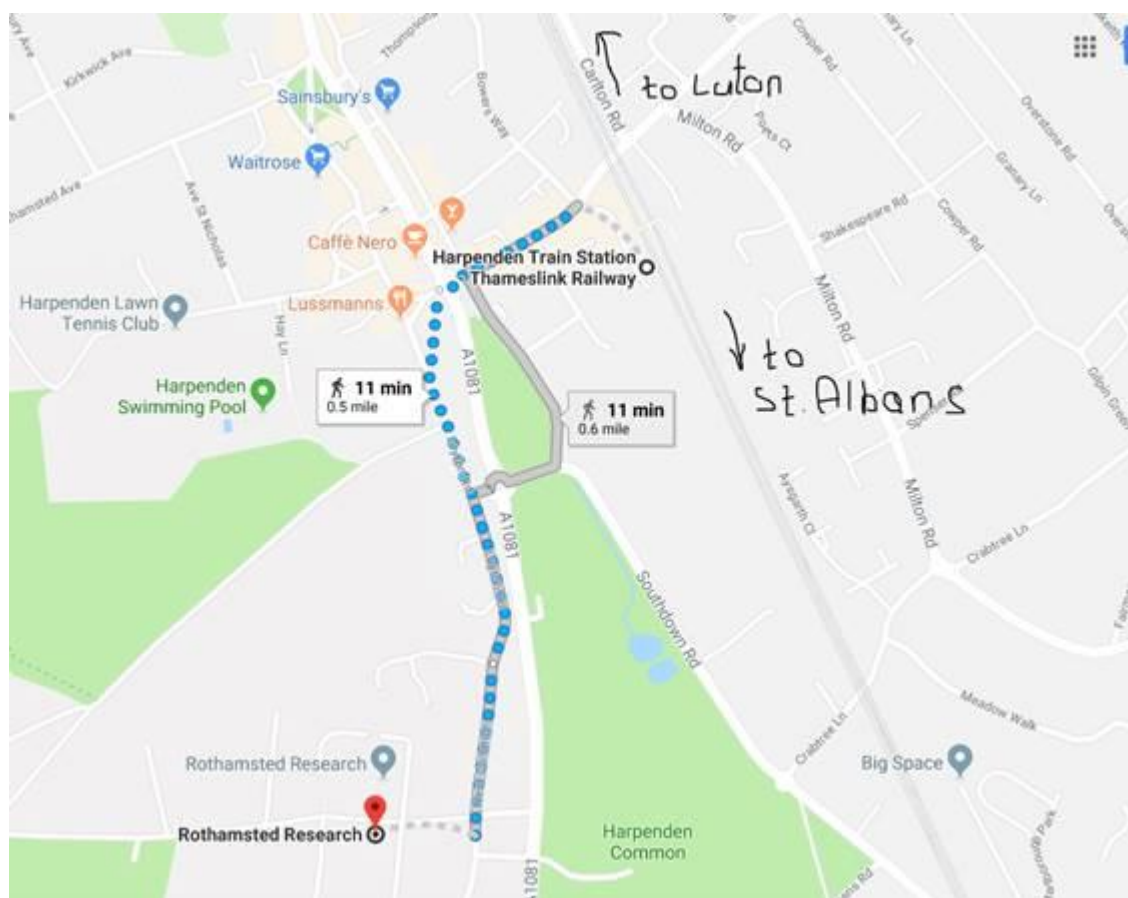 Kirkwick Ave
Sainsbury's
Waitrose
Ave St Nicholas
Caffè Nero
Lussmanns
Harpenden Lawn
Tennis Club
Hay Ln
Harpenden
Swimming Pool
Bowers Way
Carlton Rd
to Luton
Milton Rd
Cowper Rd
Overstone Rd
Granary Ln
Shakespeare Rd
Cowper Rd
Harpenden Train Station
Thameslink Railway
Milton Rd
to
St. Albans
A1081
11 min
0.5 mile
11 min
0.6 mile
A1081
Aysgarth Ct
Milton Rd
Crabtree Ln
Southdown Rd
Meadow Walk
Crabtree Ln
Big Space
Rothamsted Research
Rothamsted Research
Harpenden
Common
A1081